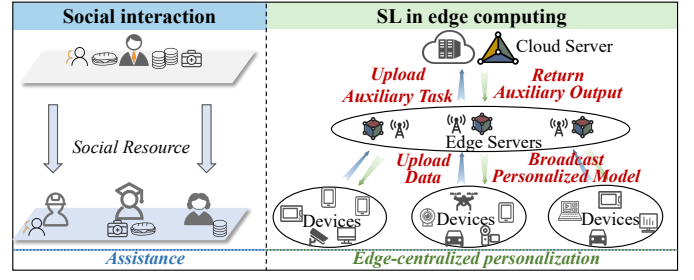 Social interaction
Social Resource
Assistance
SL in edge computing
Cloud Server
Upload
Auxiliary Task
Return
Auxiliary Output
Edge Servers
Upload
Data
Broadcast
Personalized Model
Devices
Devices
Devices
Edge-centralized personalization